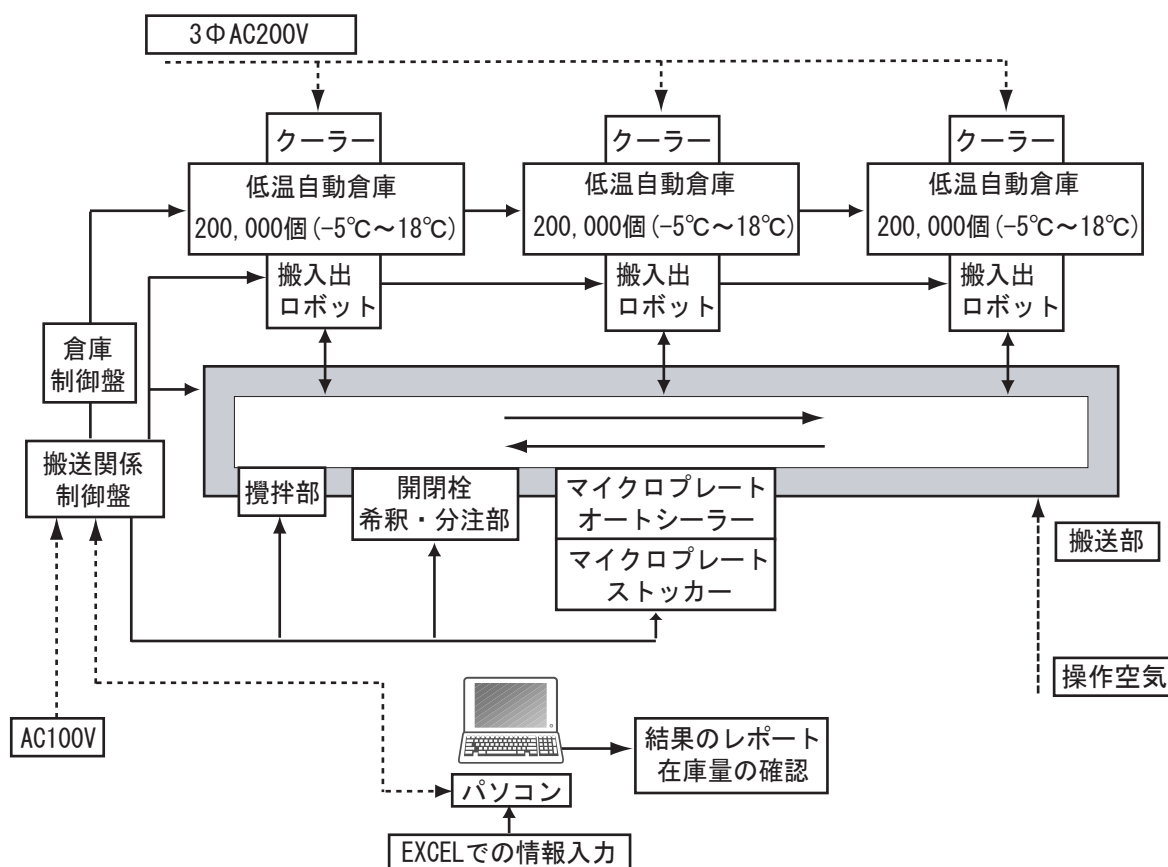 3ΦAC200V
クーラー
クーラー
クーラー
低温自動倉庫
200,000個(-5℃～18℃)
低温自動倉庫
200,000個(-5℃～18℃)
低温自動倉庫
200,000個(-5℃～18℃)
搬入出
ロボット
搬入出
ロボット
搬入出
ロボット
倉庫
制御盤
搬送関係
制御盤
攪拌部
開閉栓
希釈・分注部
マイクロプレート
オートシーラー
マイクロプレート
ストッカー
搬送部
操作空気
AC100V
結果のレポート
在庫量の確認
パソコン
EXCELでの情報入力